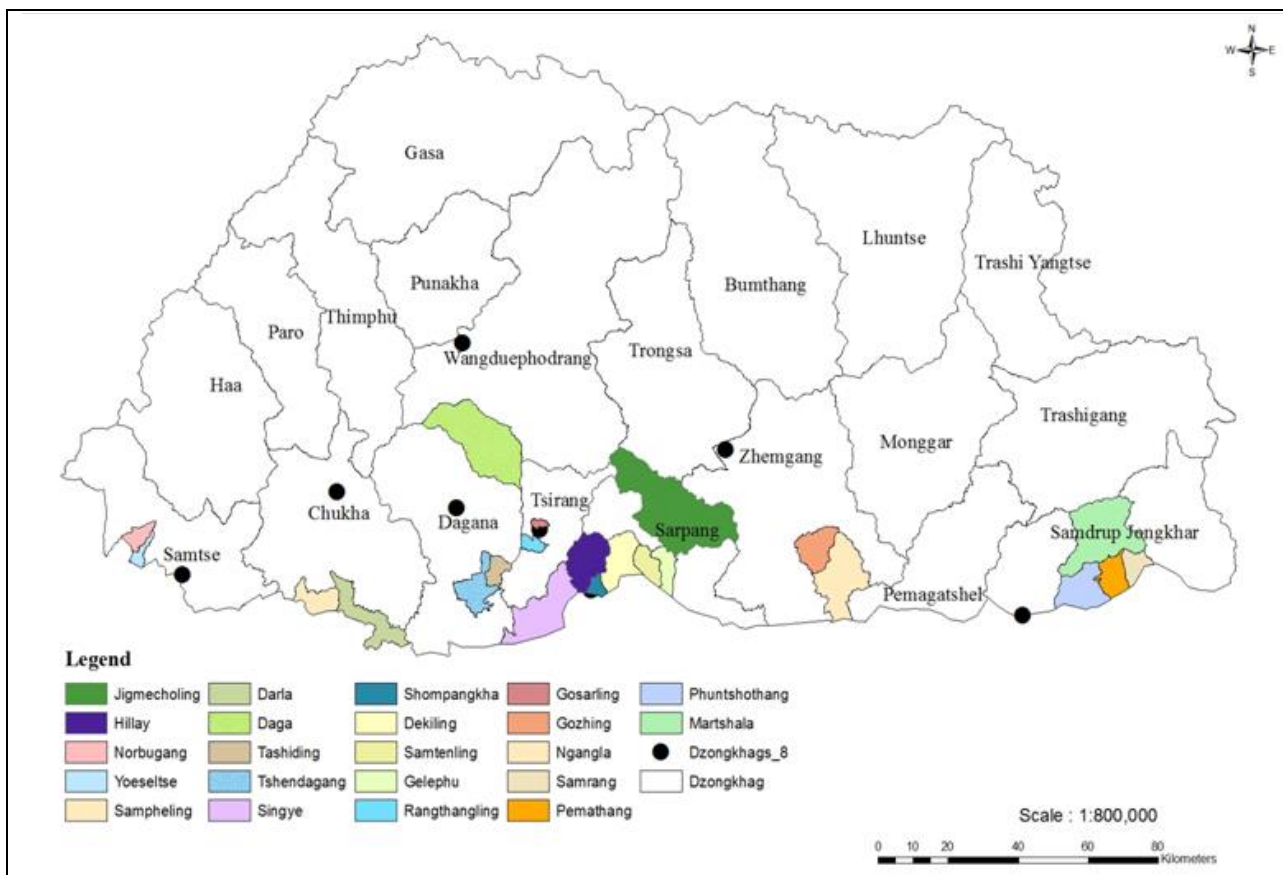 N
W E
S
Gasa
Lhuntse
Trashi Yangtse
Punakha
Bumthang
Thimphu
Paro
Trongsa
Wangduephodrang
Haa
Trashigang
Monggar
Zhemgang
Tsirang
Chukha
Dagana
Sarpang
Samdrup Jongkhar
Samtse
Pemagatshel
Legend
Jigmecholing
Hillay
Norbugang
Yoeseltse
Sampheling
Darla
Daga
Tashiding
Tshendagang
Singye
Shompangkha
Dekiling
Samtenling
Gelephu
Rangthangling
Gosarling
Gozhing
Ngangla
Samrang
Pemathang
Phuntshothang
Martshala
Dzongkhags_8
Dzongkhag
Scale : 1:800,000
0 20 40 60 80
Kilometers